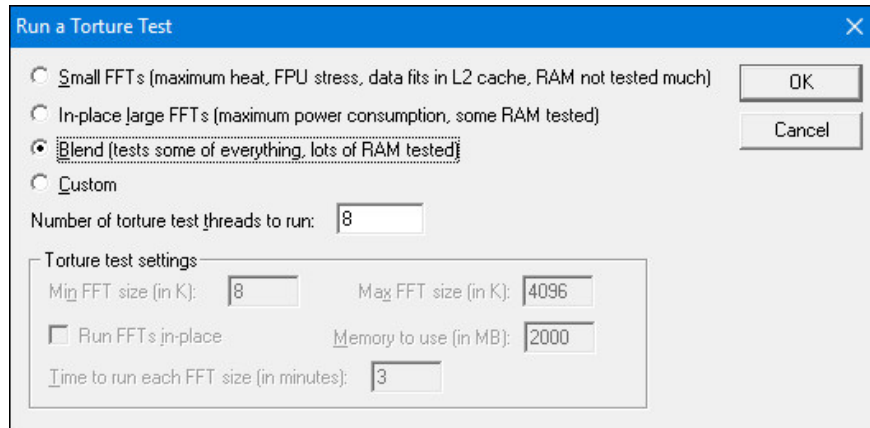 Run a Torture Test
Small FFTs (maximum heat, FPU stress, data fits in L2 cache, RAM not tested much)
OK
In-place large FFTs (maximum power consumption, some RAM tested)
Cancel
Blend (tests some of everything, lots of RAM tested)
Custom
Number of torture test threads to run: 8
Torture test settings
Min FFT size (in K): 8 Max FFT size (in K): 4096
Run FFTs in-place Memory to use (in MB): 2000
Time to run each FFT size (in minutes): 3